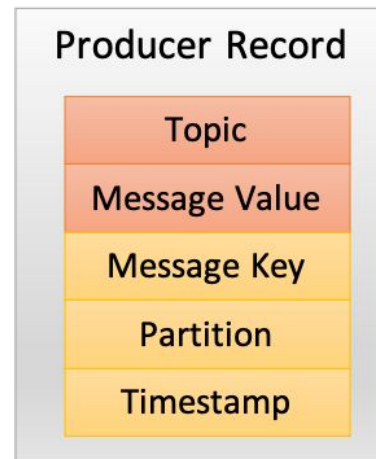 Producer Record
Topic
Message Value
Message Key
Partition
Timestamp